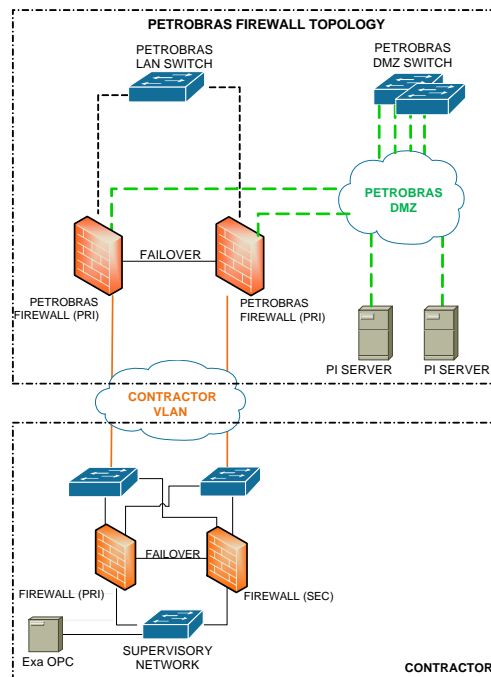 PETROBRAS FIREWALL TOPOLOGY
PETROBRAS
LAN SWITCH
PETROBRAS
DMZ SWITCH
PETROBRAS
DMZ
FAILOVER
PETROBRAS
FIREWALL (PRI)
PETROBRAS
FIREWALL (PRI)
PI SERVER
PI SERVER
CONTRACTOR
VLAN
FAILOVER
FIREWALL (PRI)
FIREWALL (SEC)
Exa OPC
SUPERVISORY
NETWORK
CONTRACTOR